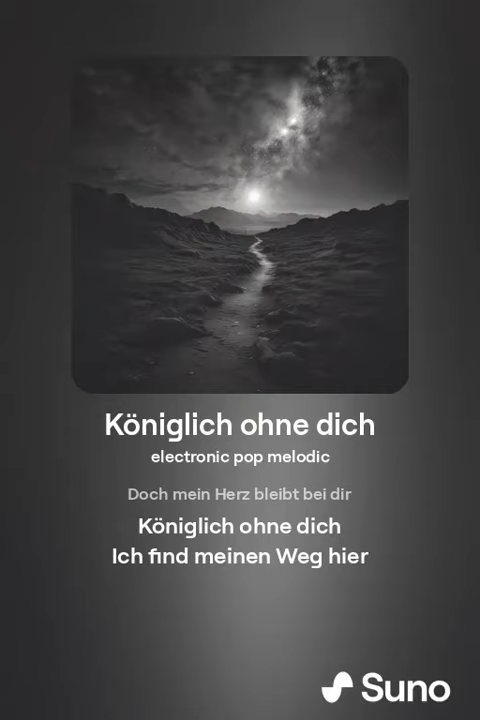 Königlich ohne dich
electronic pop melodic
Doch mein Herz bleibt bei dir
Königlich ohne dich
Ich find meinen Weg hier
Suno